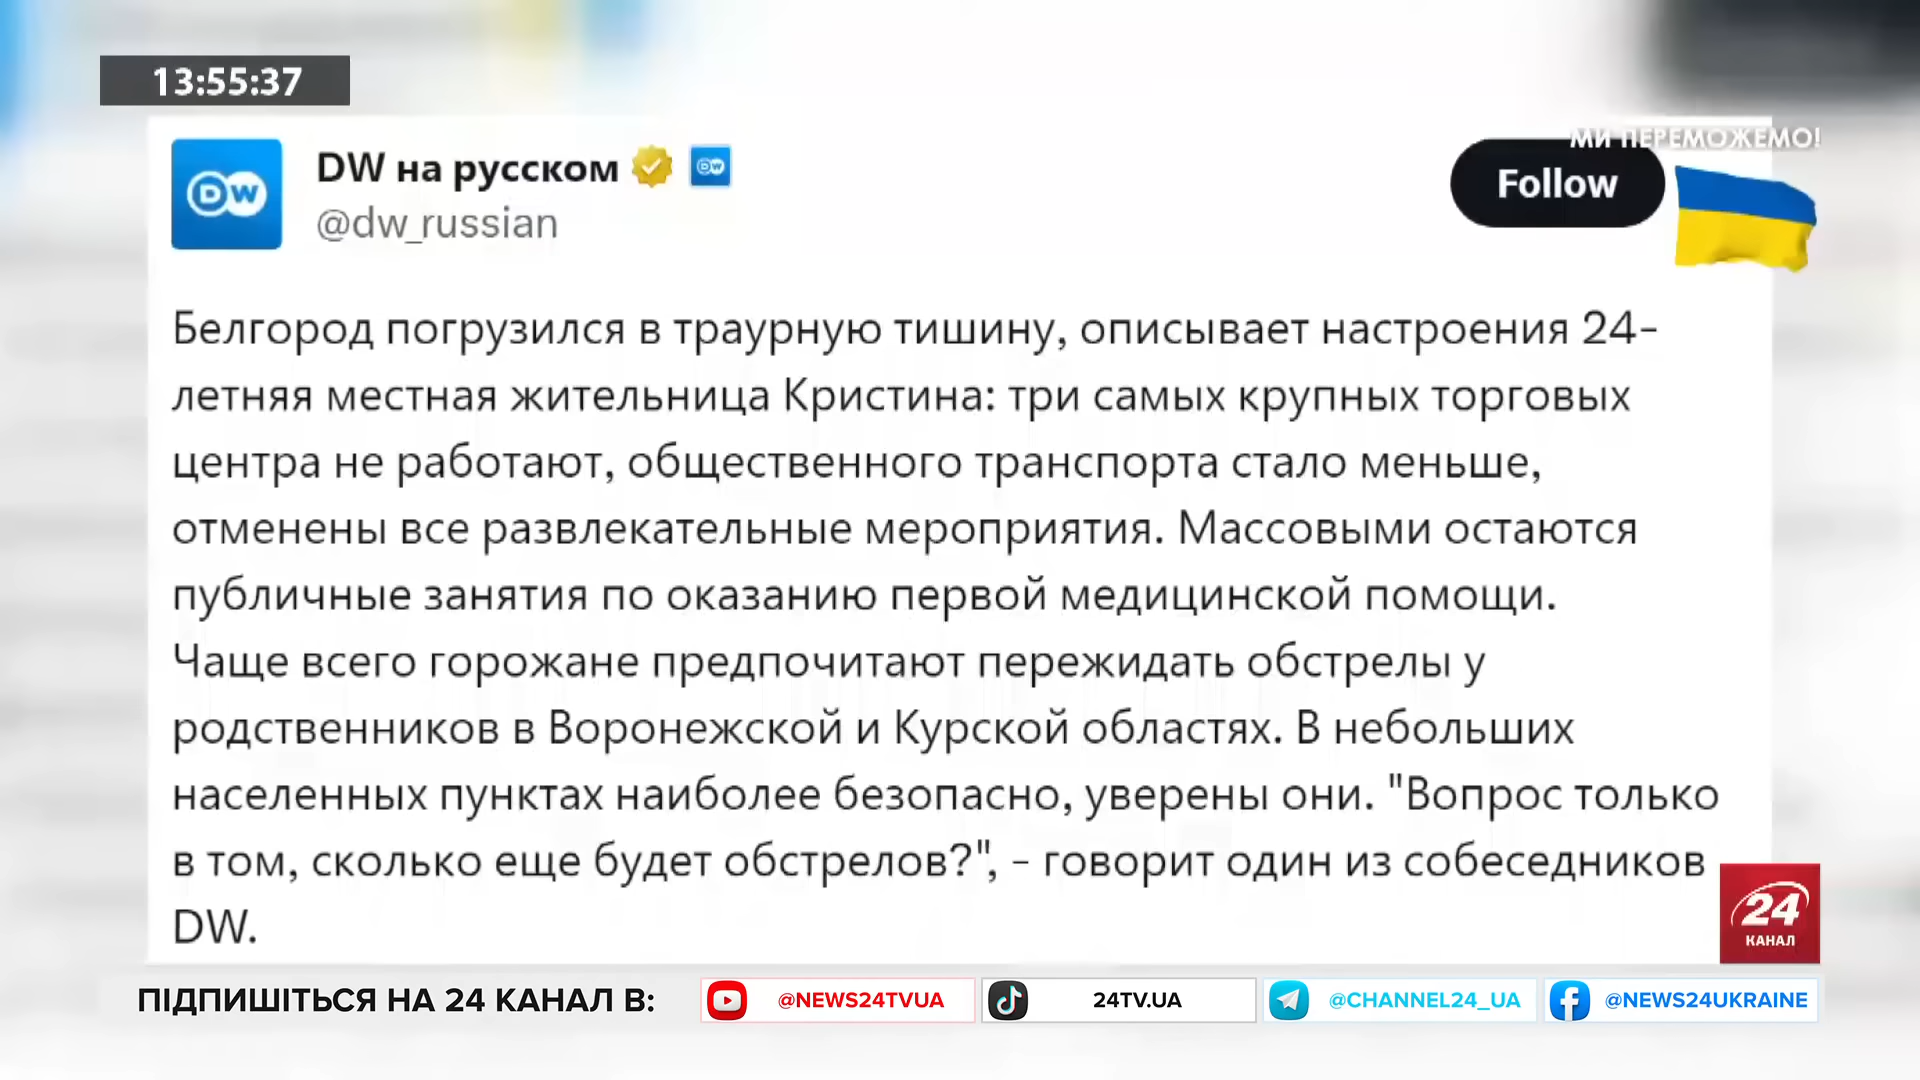 13:55:37
МИ ПЕРЕМОЖЕМО!
DW
DW на русском
DW
@dw_russian
Follow
Белгород погрузился в траурную тишину, описывает настроения 24-
летняя местная жительница Кристина: три самых крупных торговых
центра не работают, общественного транспорта стало меньше,
отменены все развлекательные мероприятия. Массовыми остаются
публичные занятия по оказанию первой медицинской помощи.
Чаще всего горожане предпочитают пережидать обстрелы у
родственников в Воронежской и Курской областях. В небольших
населенных пунктах наиболее безопасно, уверены они. "Вопрос только
в том, сколько еще будет обстрелов?", - говорит один из собеседников
DW.
24
КАНАЛ
ПІДПИШІТЬСЯ НА 24 КАНАЛ В:
@NEWS24TVUA
24TV.UA
@CHANNEL24_UA
@NEWS24UKRAINE